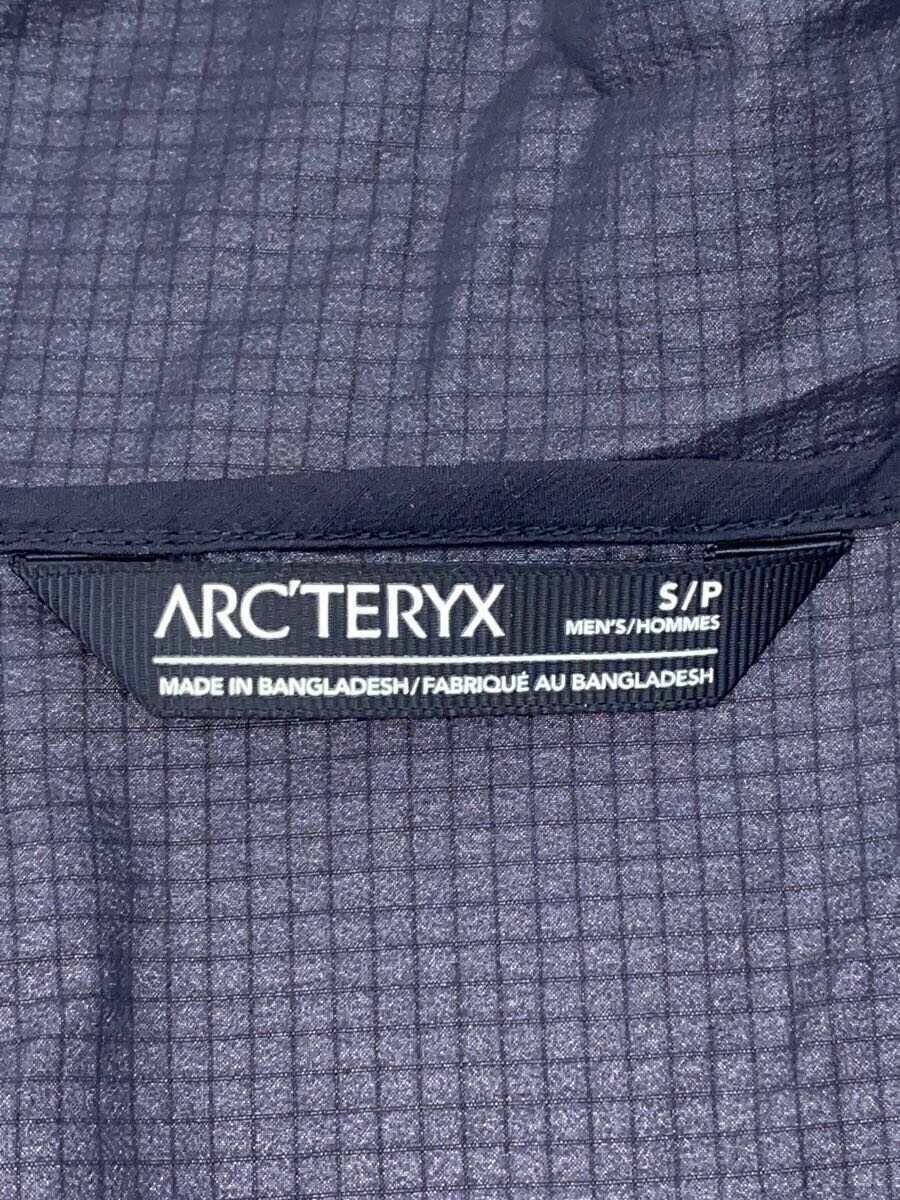 ARC'TERYX
S/P
MEN'S/HOMMES
MADE IN BANGLADESH/FABRIQUÉ AU BANGLADESH